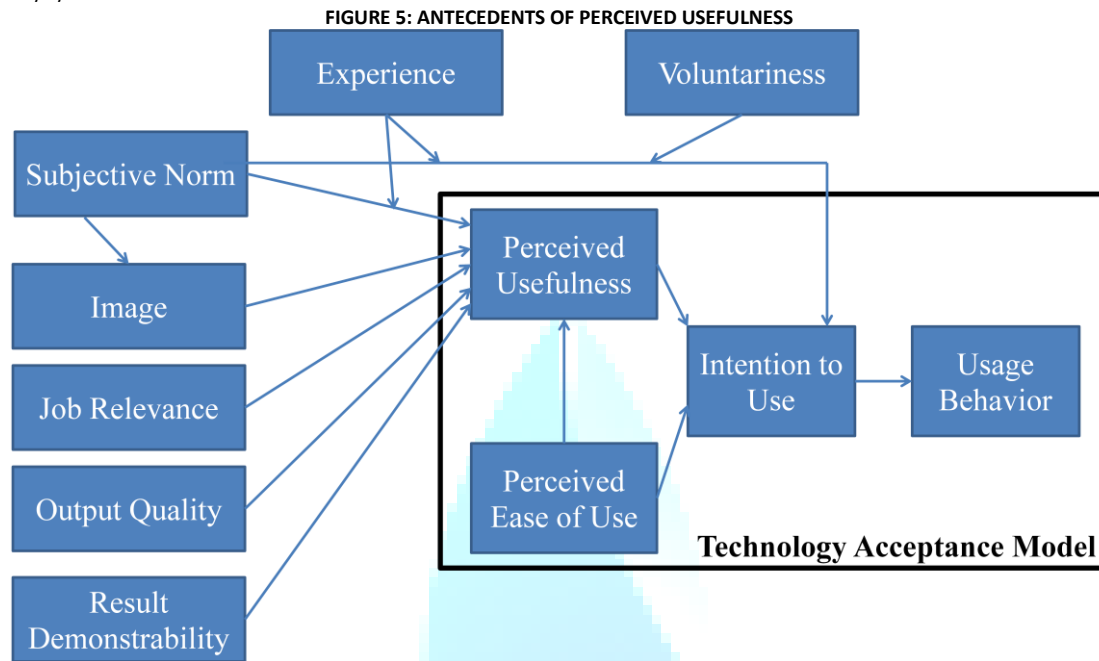 FIGURE 5: ANTECEDENTS OF PERCEIVED USEFULNESS
Experience
Voluntariness
Subjective Norm
Perceived
Usefulness
Image
Intention to
Use
Usage
Behavior
Job Relevance
Perceived
Ease of Use
Output Quality
Technology Acceptance Model
Result
Demonstrability